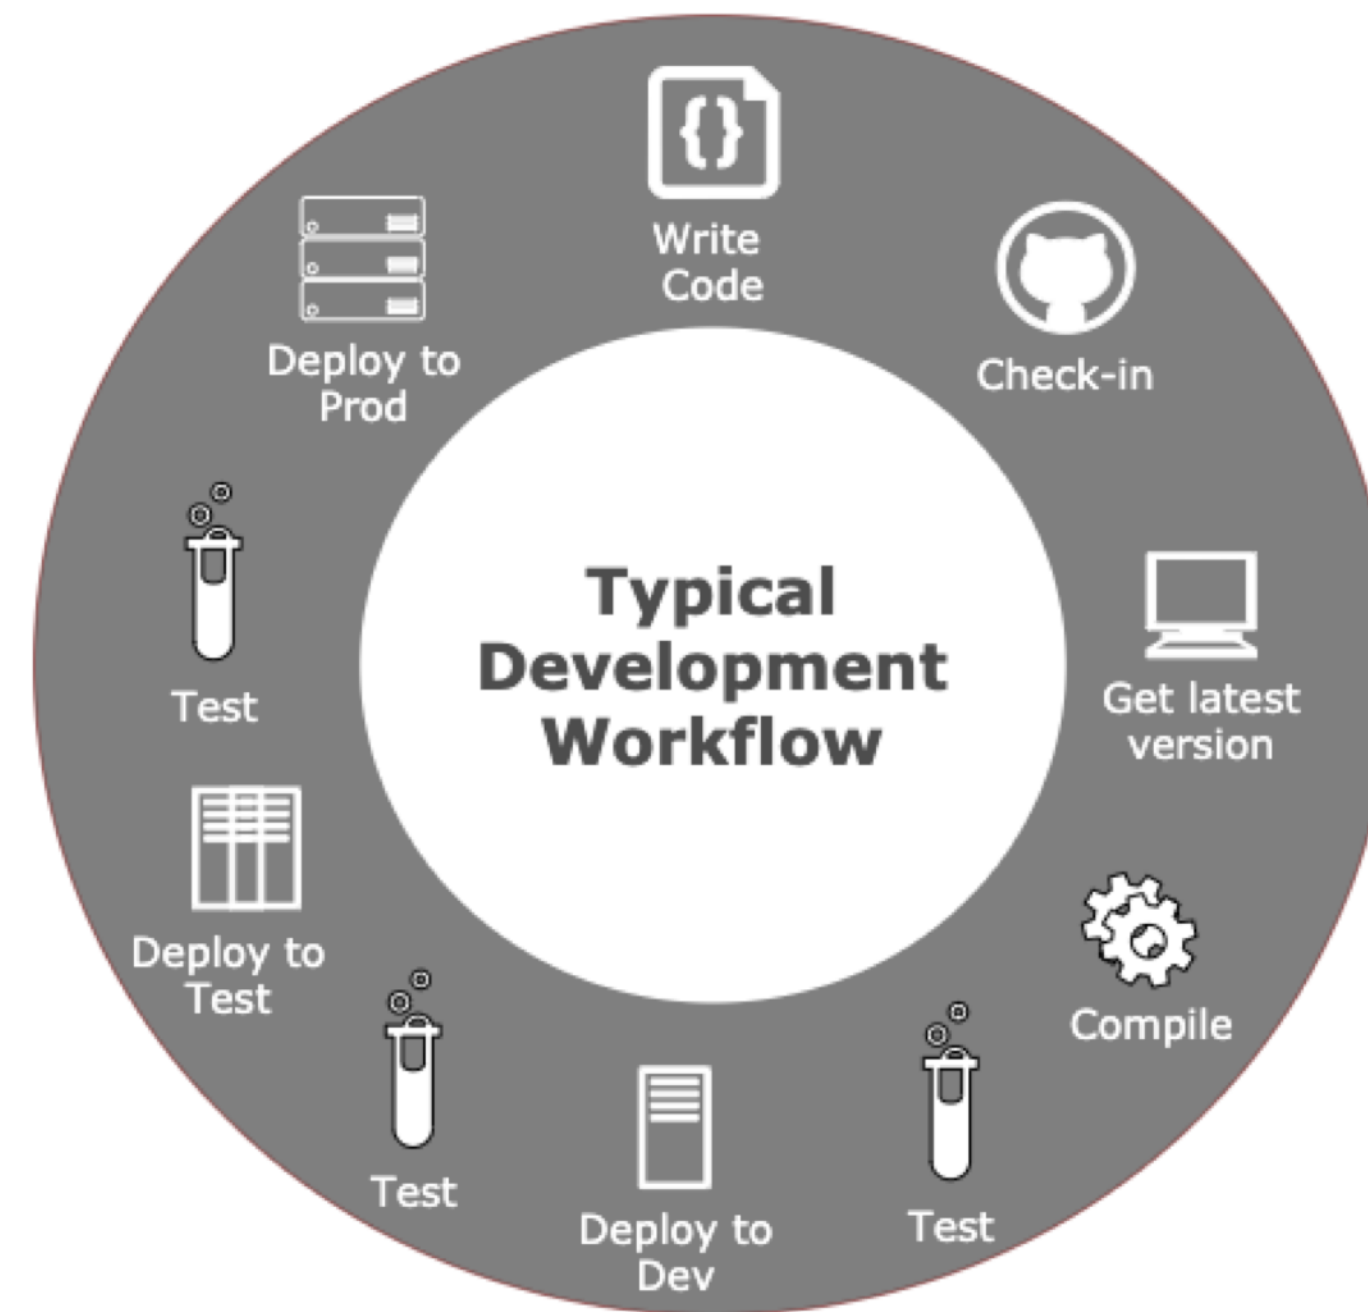 Write
Code
Check-in
Get latest
version
Compile
Test
Deploy to
Dev
Test
Deploy to
Test
Test
Deploy to
Prod
Typical
Development
Workflow